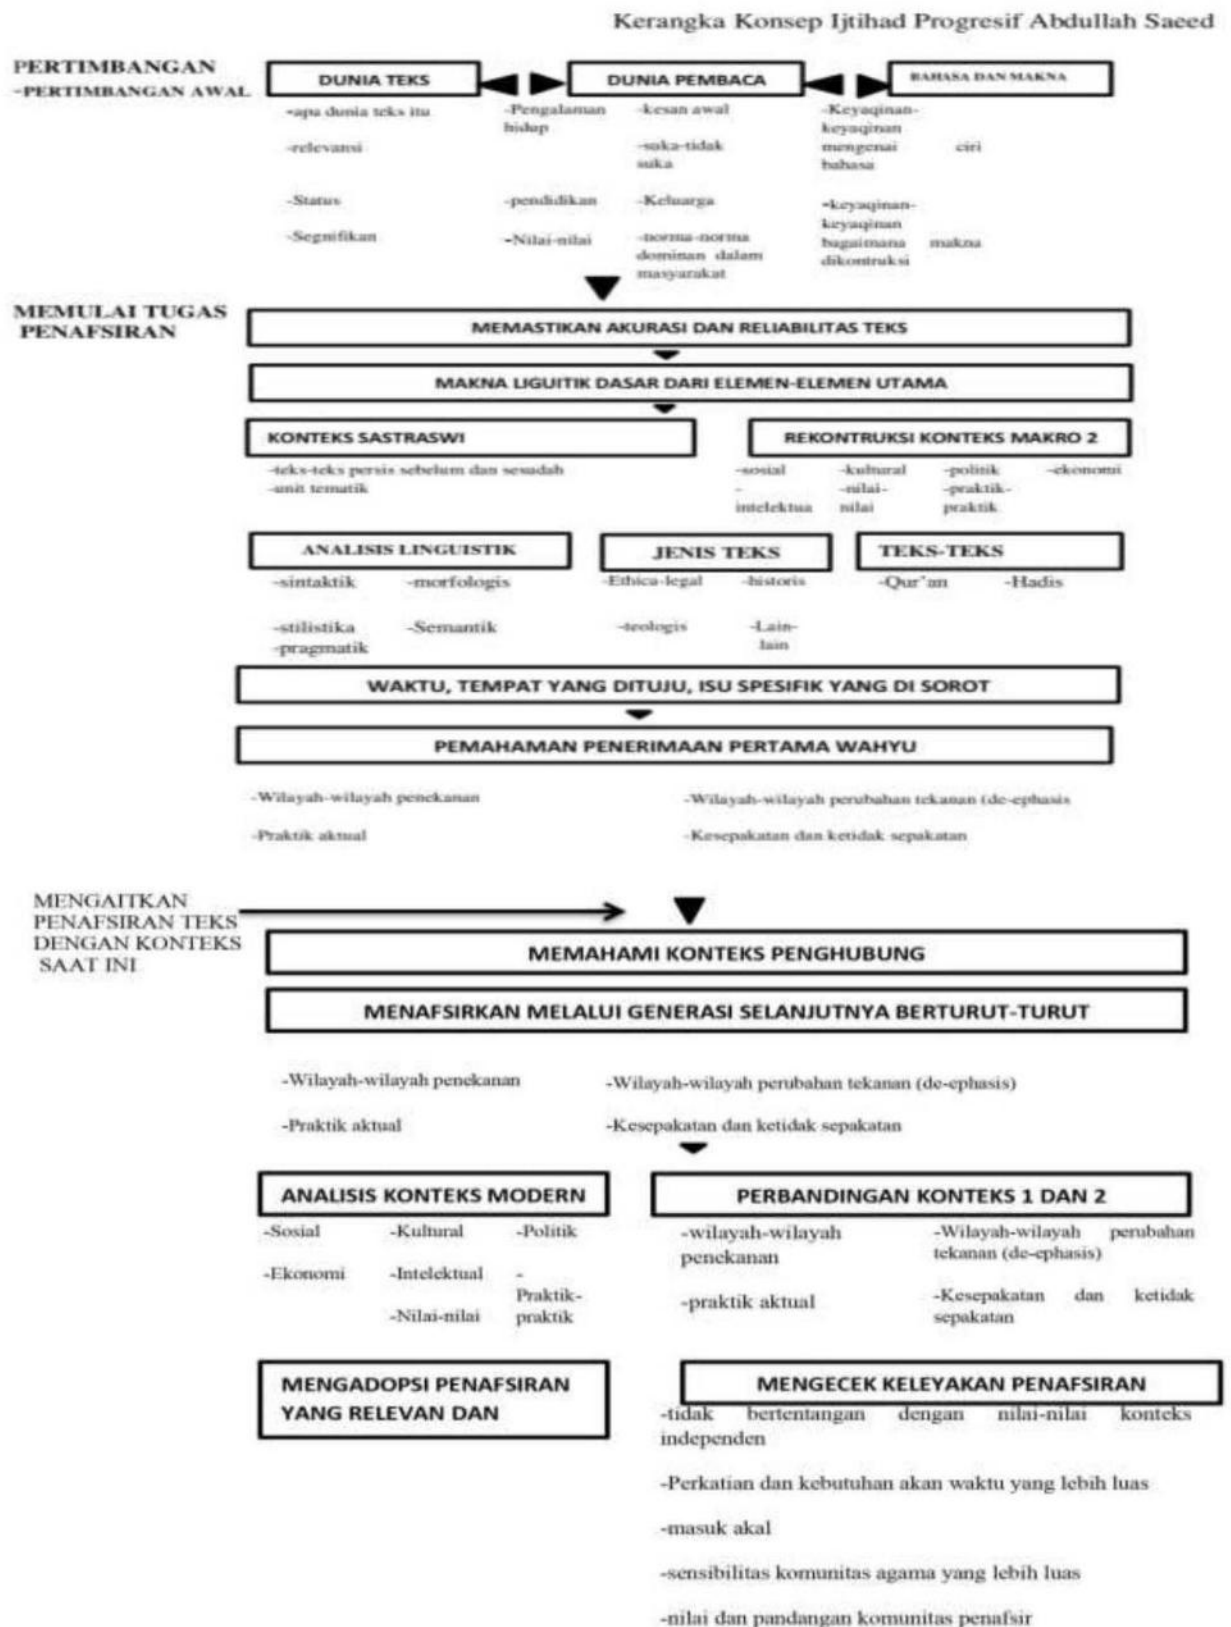 Kerangka Konsep Ijtihad Progresif Abdullah Saeed
PERTIMBANGAN
-PERTIMBANGAN AWAL
DUNIA TEKS
DUNIA PEMBACA
BAHASA DAN MAKNA
-apa dunia teks itu
-relevansi
-Status
-Segnifikan
-Pengalaman
hidup
-pendidikan
-Nilai-nilai
-kesan awal
-suka-tidak
suka
-Keluarga
-norma-norma
dominan dalam
masyarakat
-Keyaqinan-
keyaqinan
mengenai ciri
bahasa
-keyaqinan-
keyaqinan
bagaimana makna
dikontruksi
MEMULAI TUGAS
PENAFSIRAN
MEMASTIKAN AKURASI DAN RELIABILITAS TEKS
MAKNA LIGUITIK DASAR DARI ELEMEN-ELEMEN UTAMA
KONTEKS SASTRASWI
-teks-teks persis sebelum dan sesudah
-unit tematik
REKONTRUKSI KONTEKS MAKRO 2
-sosial -kultural -politik -ekonomi
- -nilai- -praktik-
intelektua nilai praktik
ANALISIS LINGUISTIK
-sintaktik -morfologis
-stilistika -Semantik
-pragmatik
JENIS TEKS
-Ethica-legal -historis
-teologis -Lain-
lain
TEKS-TEKS
-Qur'an -Hadis
WAKTU, TEMPAT YANG DITUJU, ISU SPESIFIK YANG DI SOROT
PEMAHAMAN PENERIMAAN PERTAMA WAHYU
-Wilayah-wilayah penekanan -Wilayah-wilayah perubahan tekanan (de-ephasis
-Praktik aktual -Kesepakatan dan ketidak sepakatan
MENGAITKAN
PENAFSIRAN TEKS
DENGAN KONTEKS
SAAT INI
MEMAHAMI KONTEKS PENGHUBUNG
MENAFSIRKAN MELALUI GENERASI SELANJUTNYA BERTURUT-TURUT
-Wilayah-wilayah penekanan -Wilayah-wilayah perubahan tekanan (de-ephasis)
-Praktik aktual -Kesepakatan dan ketidak sepakatan
ANALISIS KONTEKS MODERN
-Sosial -Kultural -Politik
-Ekonomi -Intelektual -
Praktik-
-Nilai-nilai praktik
PERBANDINGAN KONTEKS 1 DAN 2
-wilayah-wilayah
penekanan
-praktik aktual
-Wilayah-wilayah perubahan
tekanan (de-ephasis)
-Kesepakatan dan ketidak
sepakatan
MENGADOPSI PENAFSIRAN
YANG RELEVAN DAN
MENGECEK KELEYAKAN PENAFSIRAN
-tidak bertentangan dengan nilai-nilai konteks
independen
-Perkatian dan kebutuhan akan waktu yang lebih luas
-masuk akal
-sensibilitas komunitas agama yang lebih luas
-nilai dan pandangan komunitas penafsir